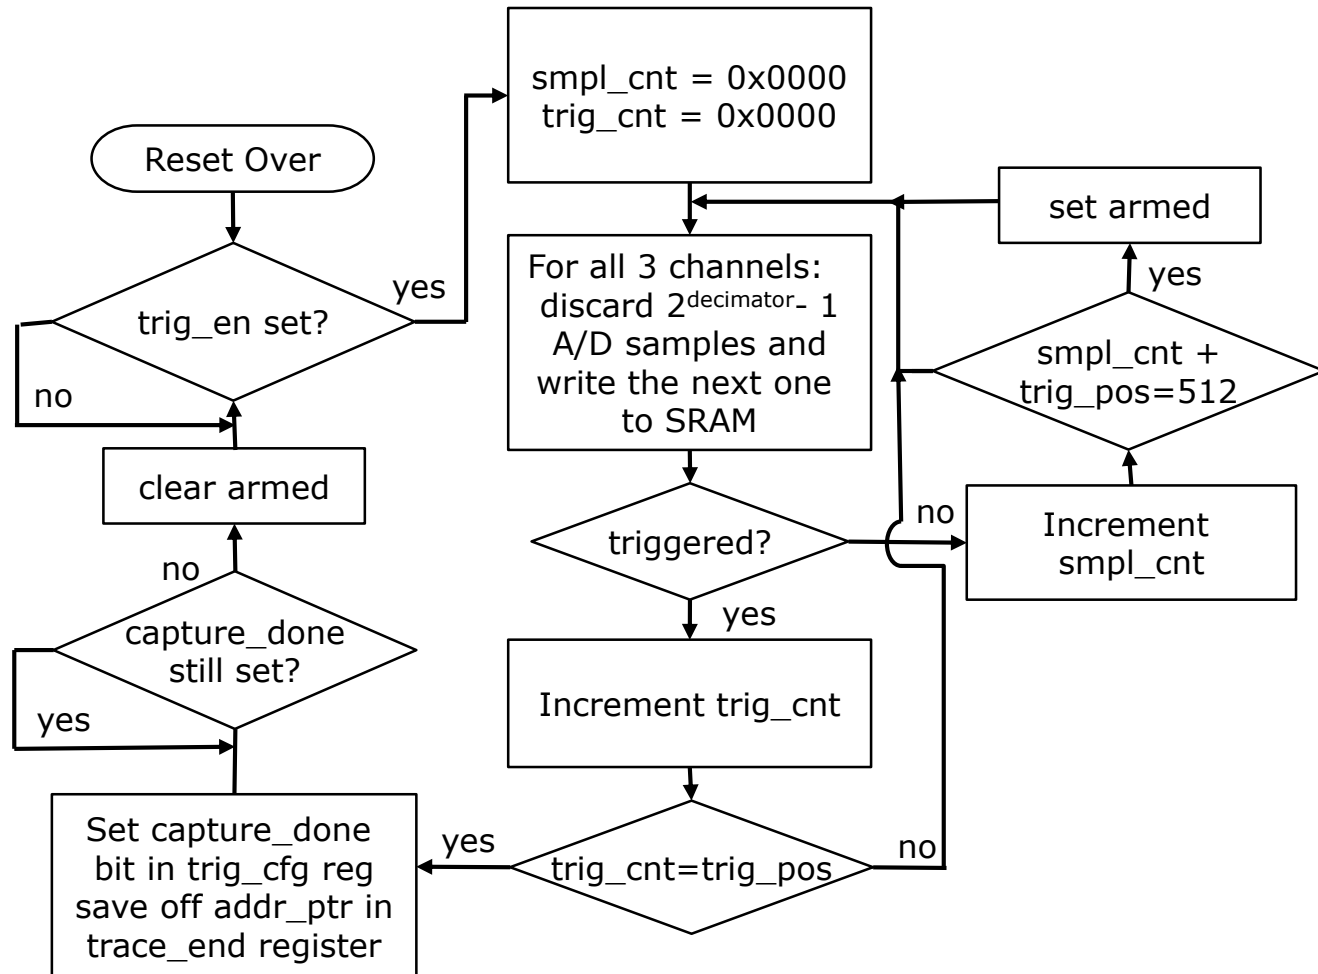 smpl_cnt = 0x0000
trig_cnt = 0x0000
Reset Over
set armed
For all 3 channels:
discard 2^decimator- 1
A/D samples and
write the next one
to SRAM
yes
trig_en set?
no
yes
smpl_cnt +
trig_pos=512
clear armed
triggered?
no
Increment
smpl_cnt
no
yes
capture_done
still set?
yes
Increment trig_cnt
Set capture_done
bit in trig_cfg reg
save off addr_ptr in
trace_end register
yes
trig_cnt=trig_pos
no